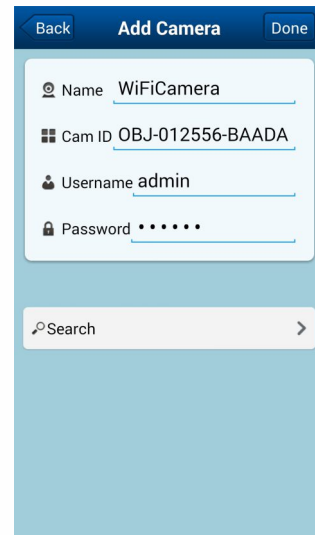 Back Add Camera Done
Name WiFiCamera
Cam ID OBJ-012556-BAADA
Username admin
Password ••••••
Search